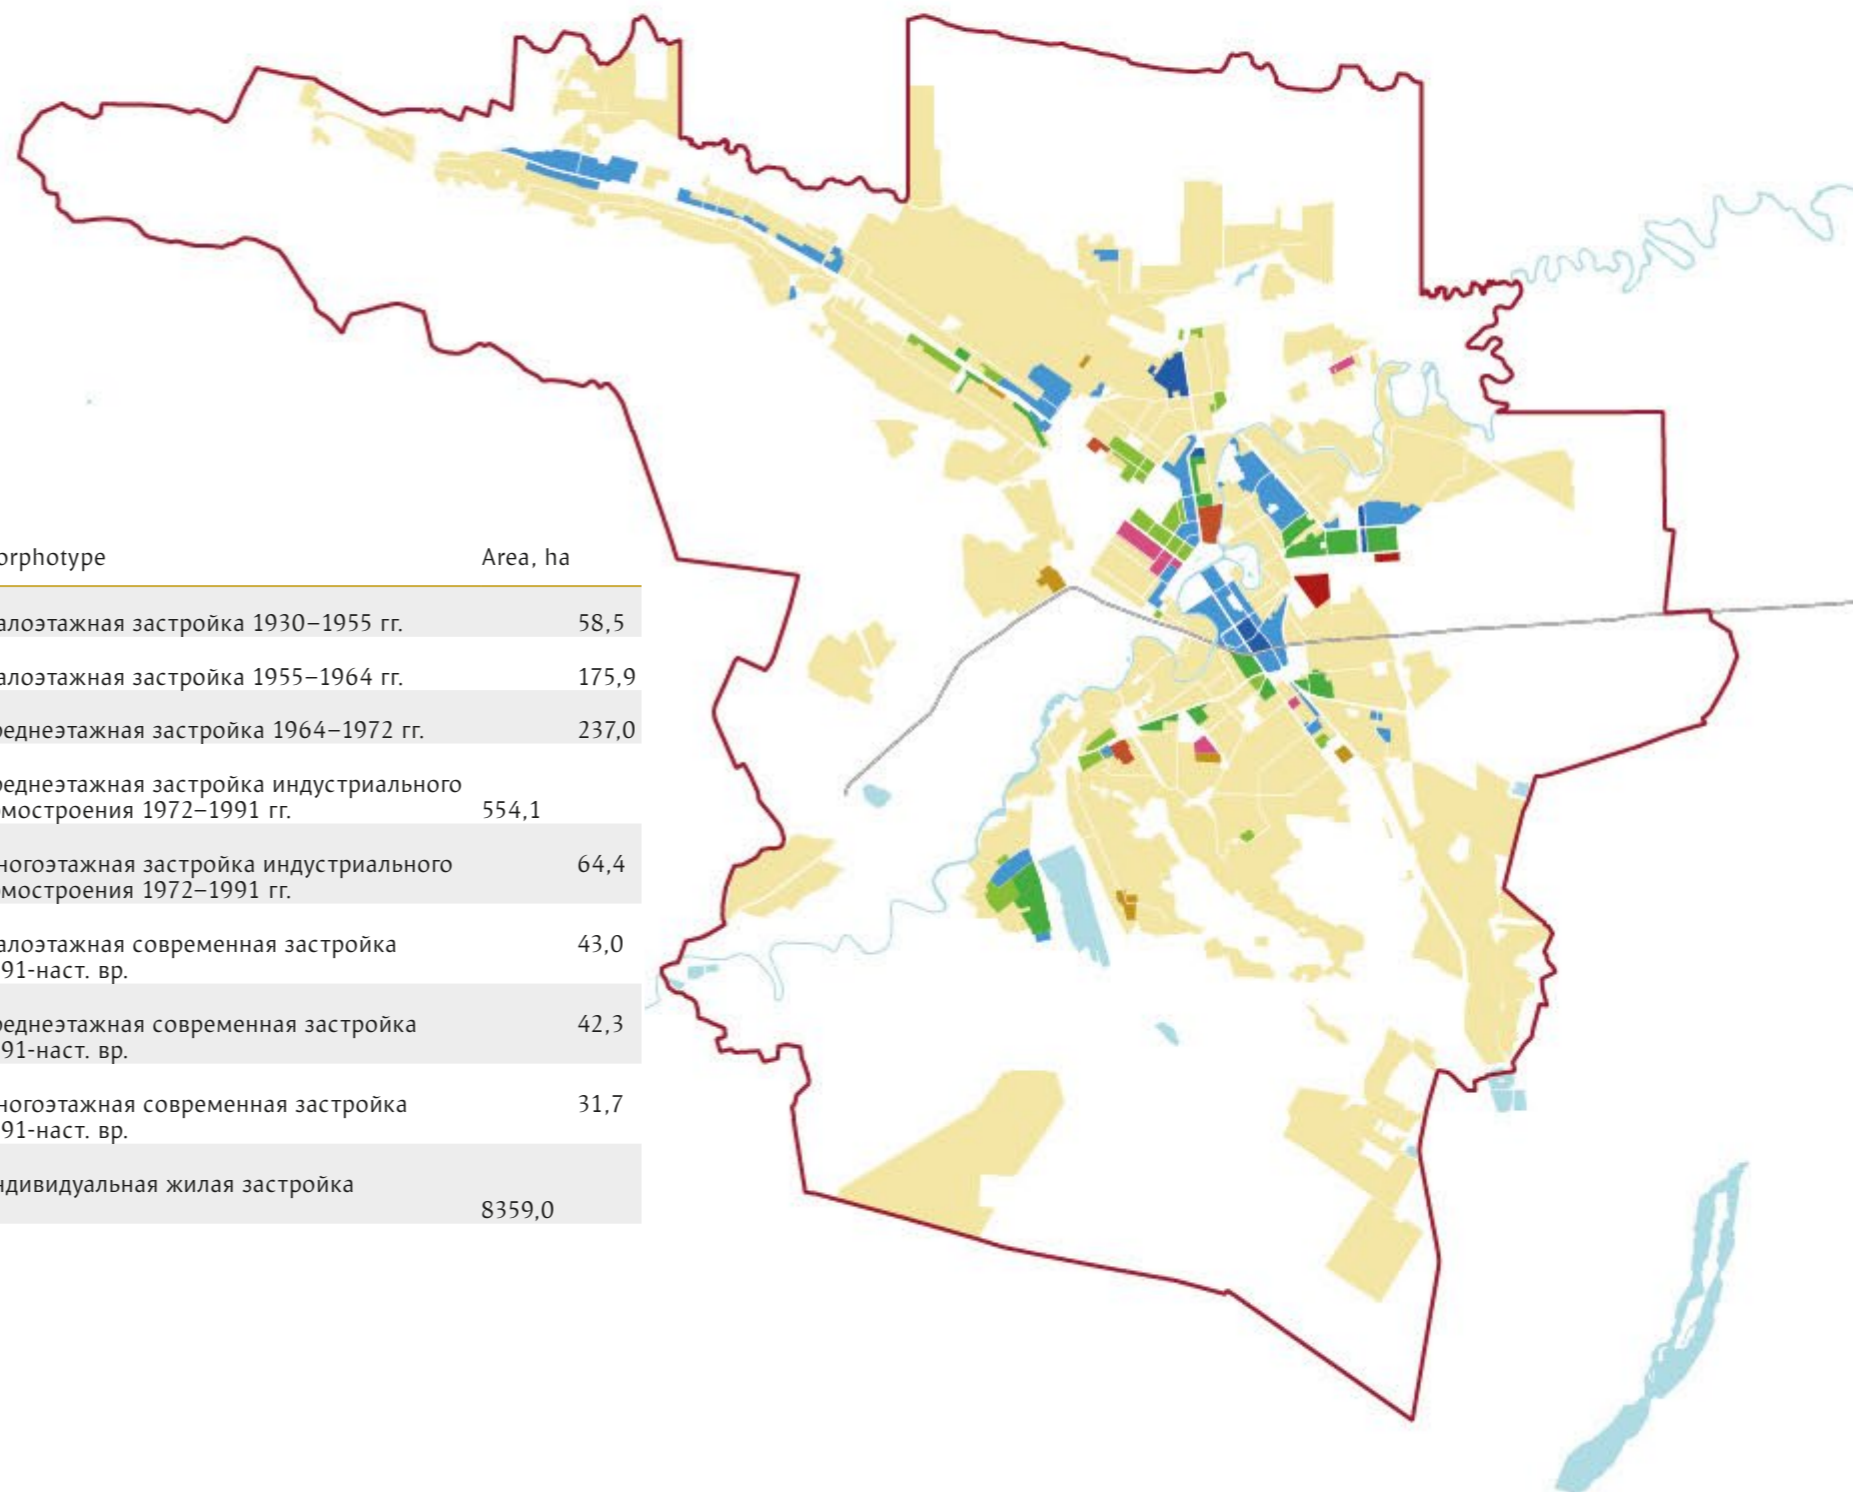 orphotype Area, ha
алоэтажная застройка 1930–1955 гг. 58,5
алоэтажная застройка 1955–1964 гг. 175,9
реднеэтажная застройка 1964–1972 гг. 237,0
реднеэтажная застройка индустриального
мостроения 1972–1991 гг. 554,1
ногоэтажная застройка индустриального 64,4
мостроения 1972–1991 гг.
алоэтажная современная застройка 43,0
91-наст. вр.
реднеэтажная современная застройка 42,3
91-наст. вр.
ногоэтажная современная застройка 31,7
91-наст. вр.
ндивидуальная жилая застройка
8359,0